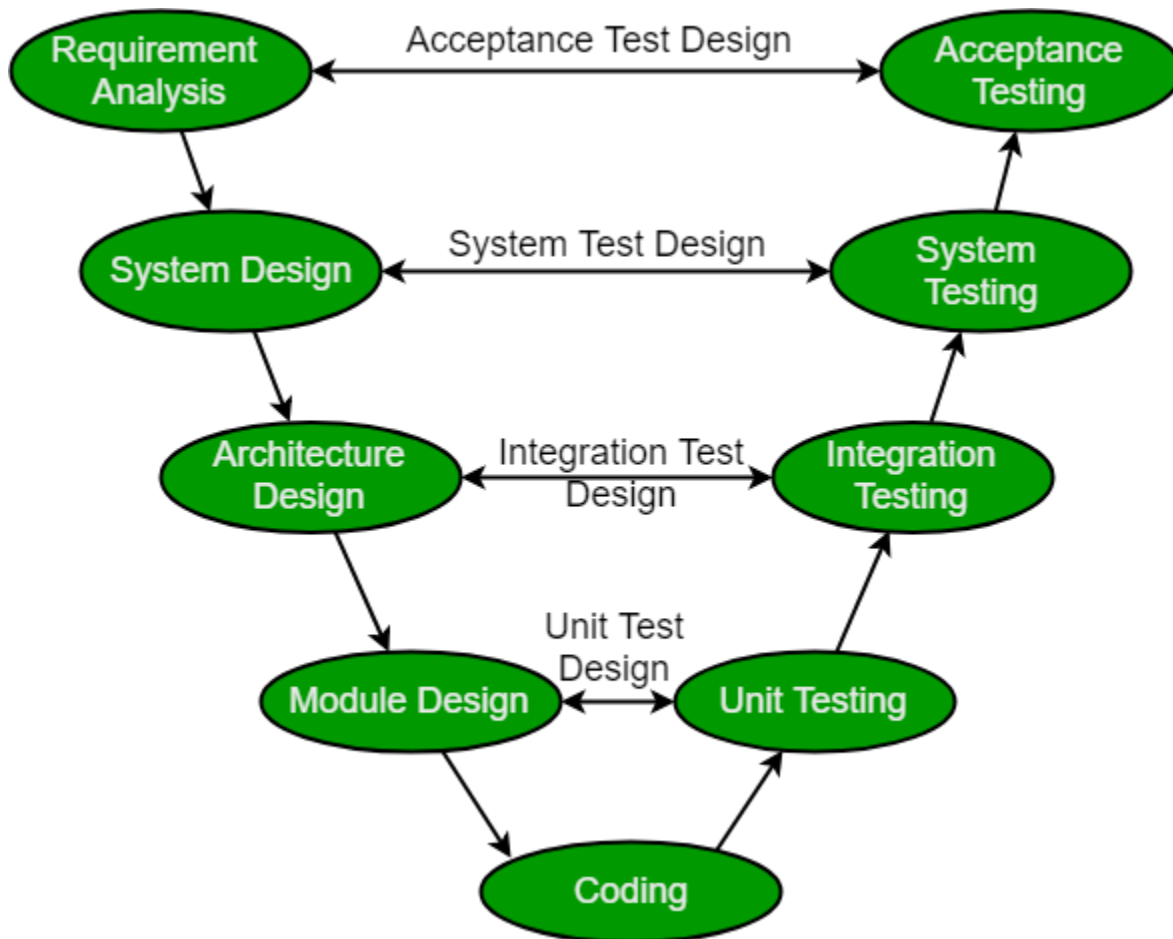 Requirement
Analysis
Acceptance Test Design
Acceptance
Testing
System Design
System Test Design
System
Testing
Architecture
Design
Integration Test
Design
Integration
Testing
Module Design
Unit Test
Design
Unit Testing
Coding